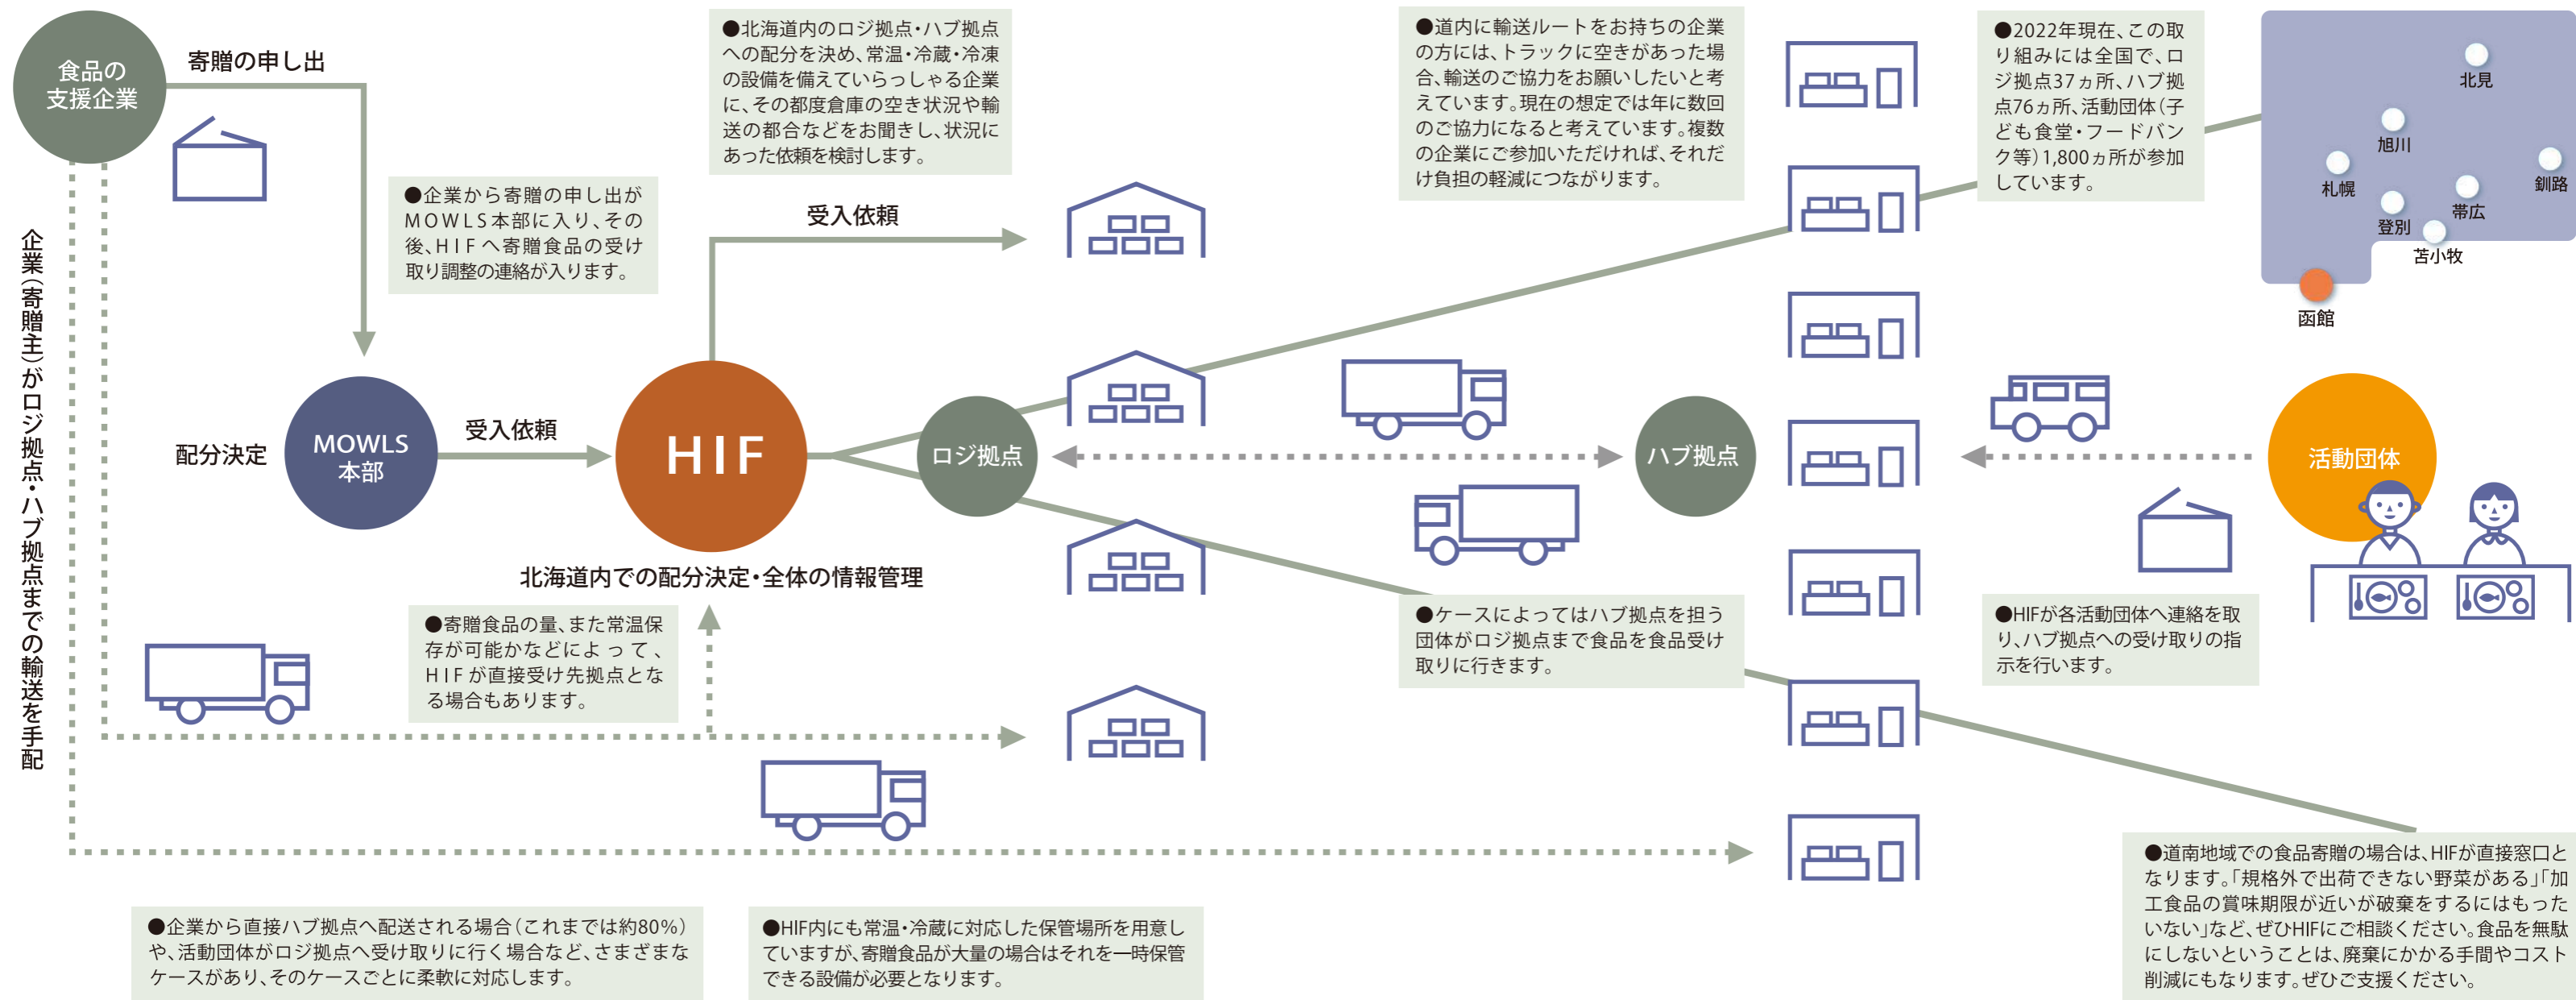 食品の
支援企業
寄贈の申し出
●北海道内のロジ拠点・ハブ拠点
への配分を決め、常温・冷蔵・冷凍
の設備を備えていらっしゃる企業
に、その都度倉庫の空き状況や輸
送の都合などをお聞きし、状況に
あった依頼を検討します。
●道内に輸送ルートをお持ちの企業
の方には、トラックに空きがあった場
合、輸送のご協力をお願いしたいと考
えています。現在の想定では年に数回
のご協力になると考えています。複数
の企業にご参加いただければ、それだ
け負担の軽減につながります。
●2022年現在、この取
り組みには全国で、ロ
ジ拠点37ヵ所、ハブ拠
点76ヵ所、活動団体(子
ども食堂・フードバン
ク等)1,800ヵ所が参加
しています。
北見
旭川
札幌
釧路
帯広
登別
苫小牧
函館
●企業から寄贈の申し出が
MOWLS本部に入り、その
後、HIFへ寄贈食品の受け
取り調整の連絡が入ります。
受入依頼
企業(寄贈主)がロジ拠点・ハブ拠点までの輸送を手配
配分決定
MOWLS
本部
受入依頼
HIF
ロジ拠点
ハブ拠点
活動団体
北海道内での配分決定・全体の情報管理
●寄贈食品の量、また常温保
存が可能かなどによって、
HIFが直接受け先拠点とな
る場合もあります。
●ケースによってはハブ拠点を担う
団体がロジ拠点まで食品を食品受け
取りに行きます。
●HIFが各活動団体へ連絡を取
り、ハブ拠点への受け取りの指
示を行います。
●企業から直接ハブ拠点へ配送される場合(これまでは約80%)
や、活動団体がロジ拠点へ受け取りに行く場合など、さまざまな
ケースがあり、そのケースごとに柔軟に対応します。
●HIF内にも常温・冷蔵に対応した保管場所を用意し
ていますが、寄贈食品が大量の場合はそれを一時保管
できる設備が必要となります。
●道南地域での食品寄贈の場合は、HIFが直接窓口と
なります。「規格外で出荷できない野菜がある」「加
工食品の賞味期限が近いが破棄をするにはもった
いない」など、ぜひHIFにご相談ください。食品を無駄
にしないということは、廃棄にかかる手間やコスト
削減にもなります。ぜひご支援ください。